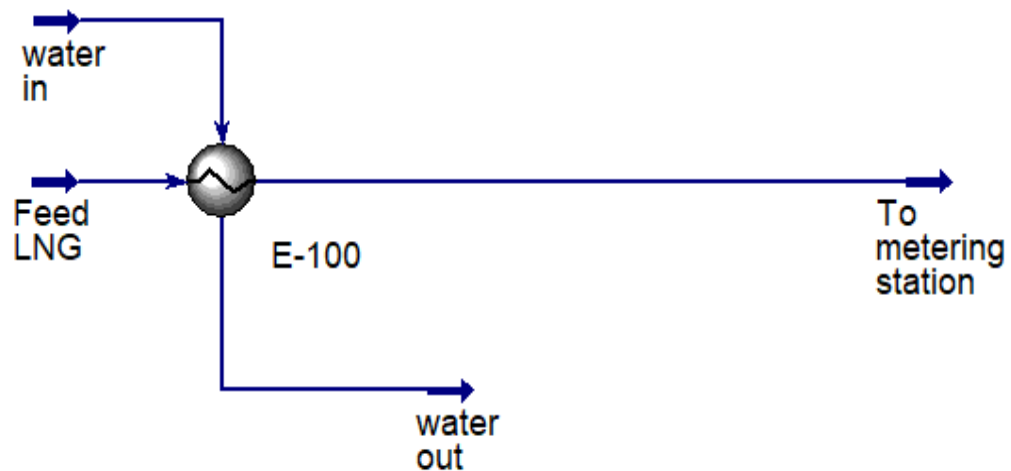 water
in
Feed
LNG
E-100
To
metering
station
water
out